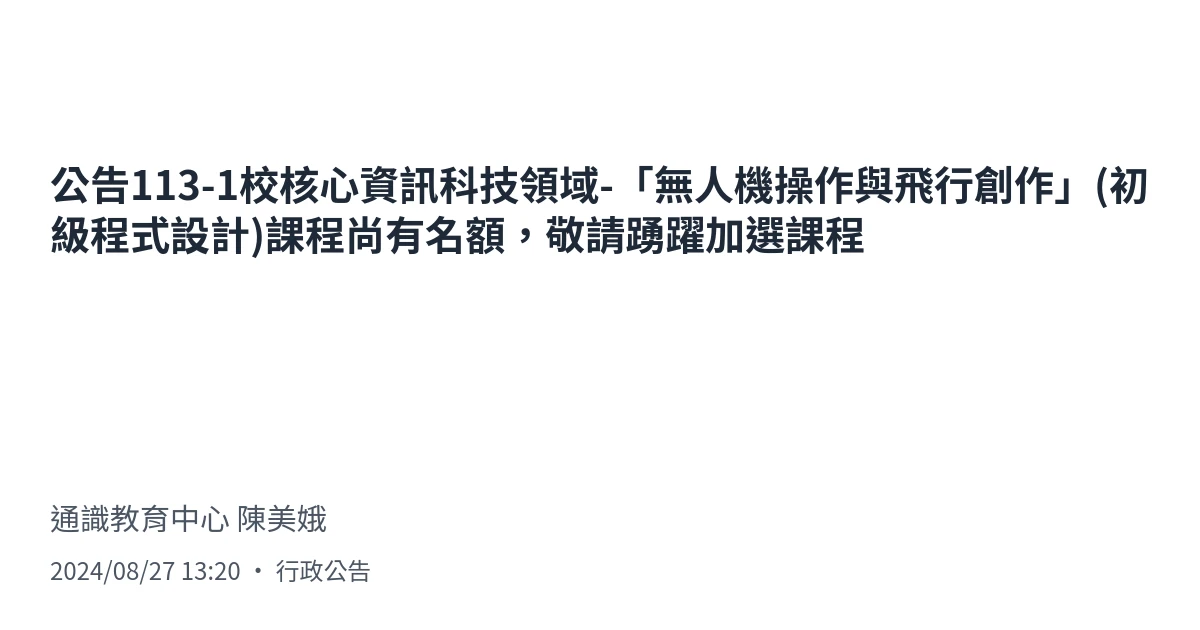 公告113-1校核心資訊科技領域-「無人機操作與飛行創作」(初
級程式設計)課程尚有名額，敬請踴躍加選課程
通識教育中心 陳美娥
2024/08/27 13:20 ・ 行政公告